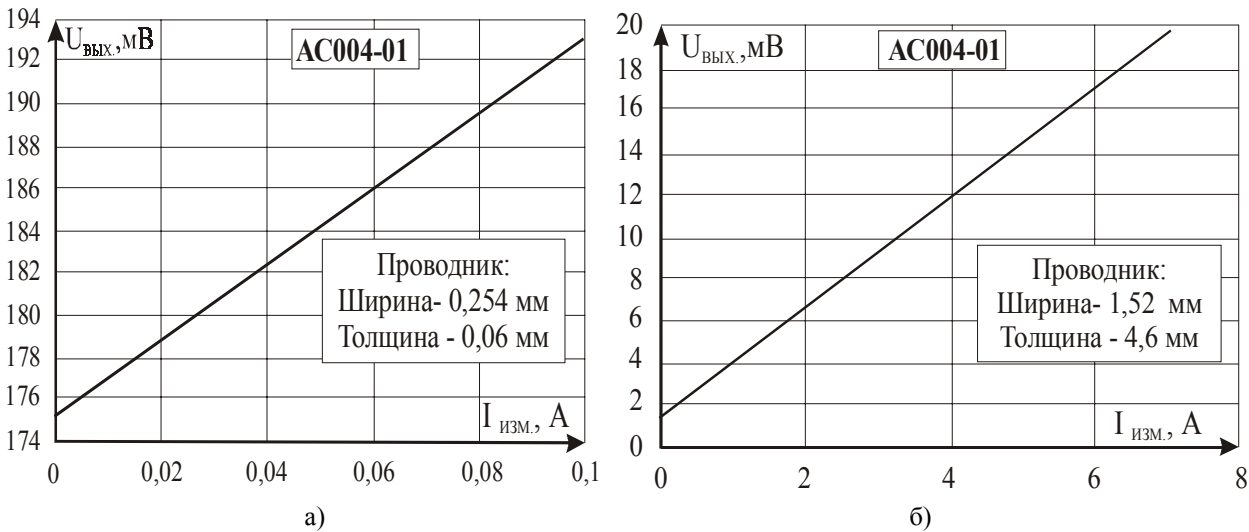 194
192
190
188
186
184
182
180
178
176
174
Uвых.,мВ
AC004-01
Проводник:
Ширина- 0,254 мм
Толщина - 0,06 мм
I изм., А
0 0,02 0,04 0,06 0,08 0,1
а)
20
18
16
14
12
10
8
6
4
2
0
Uвых.,мВ
AC004-01
Проводник:
Ширина- 1,52 мм
Толщина - 4,6 мм
I изм., А
0 2 4 6 8
б)